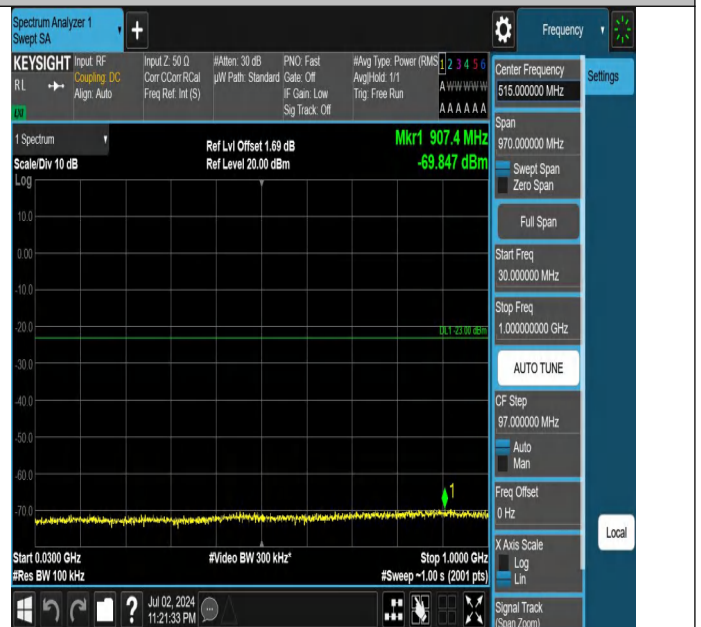 Spectrum Analyzer 1
Swept SA
+
Frequency
KEYSIGHT
RL
Input: RF
Coupling: DC
Align: Auto
Input Z: 50 Ω
Corr CCorr RCal
Freq Ref: Int (S)
#Atten: 30 dB
µW Path: Standard
PNO: Fast
Gate: Off
IF Gain: Low
Sig Track: Off
#Avg Type: Power (RMS
Avg|Hold: 1/1
Trig: Free Run
1 2 3 4 5 6
A W W W W W
A A A A A A
1 Spectrum
Scale/Div 10 dB
Ref Lvl Offset 1.69 dB
Ref Level 20.00 dBm
Mkr1 907.4 MHz
-69.847 dBm
Log
10.0
0.00
-10.0
-20.0
DL1 -23.00 dBm
-30.0
-40.0
-50.0
-60.0
1
-70.0
Start 0.0300 GHz
#Video BW 300 kHz*
Stop 1.0000 GHz
#Res BW 100 kHz
#Sweep ~1.00 s (2001 pts)
Jul 02, 2024
11:21:33 PM
?
Center Frequency
515.000000 MHz
Settings
Span
970.000000 MHz
Swept Span
Zero Span
Full Span
Start Freq
30.000000 MHz
Stop Freq
1.000000000 GHz
AUTO TUNE
CF Step
97.000000 MHz
Auto
Man
Freq Offset
0 Hz
Local
X Axis Scale
Log
Lin
Signal Track
(Span Zoom)